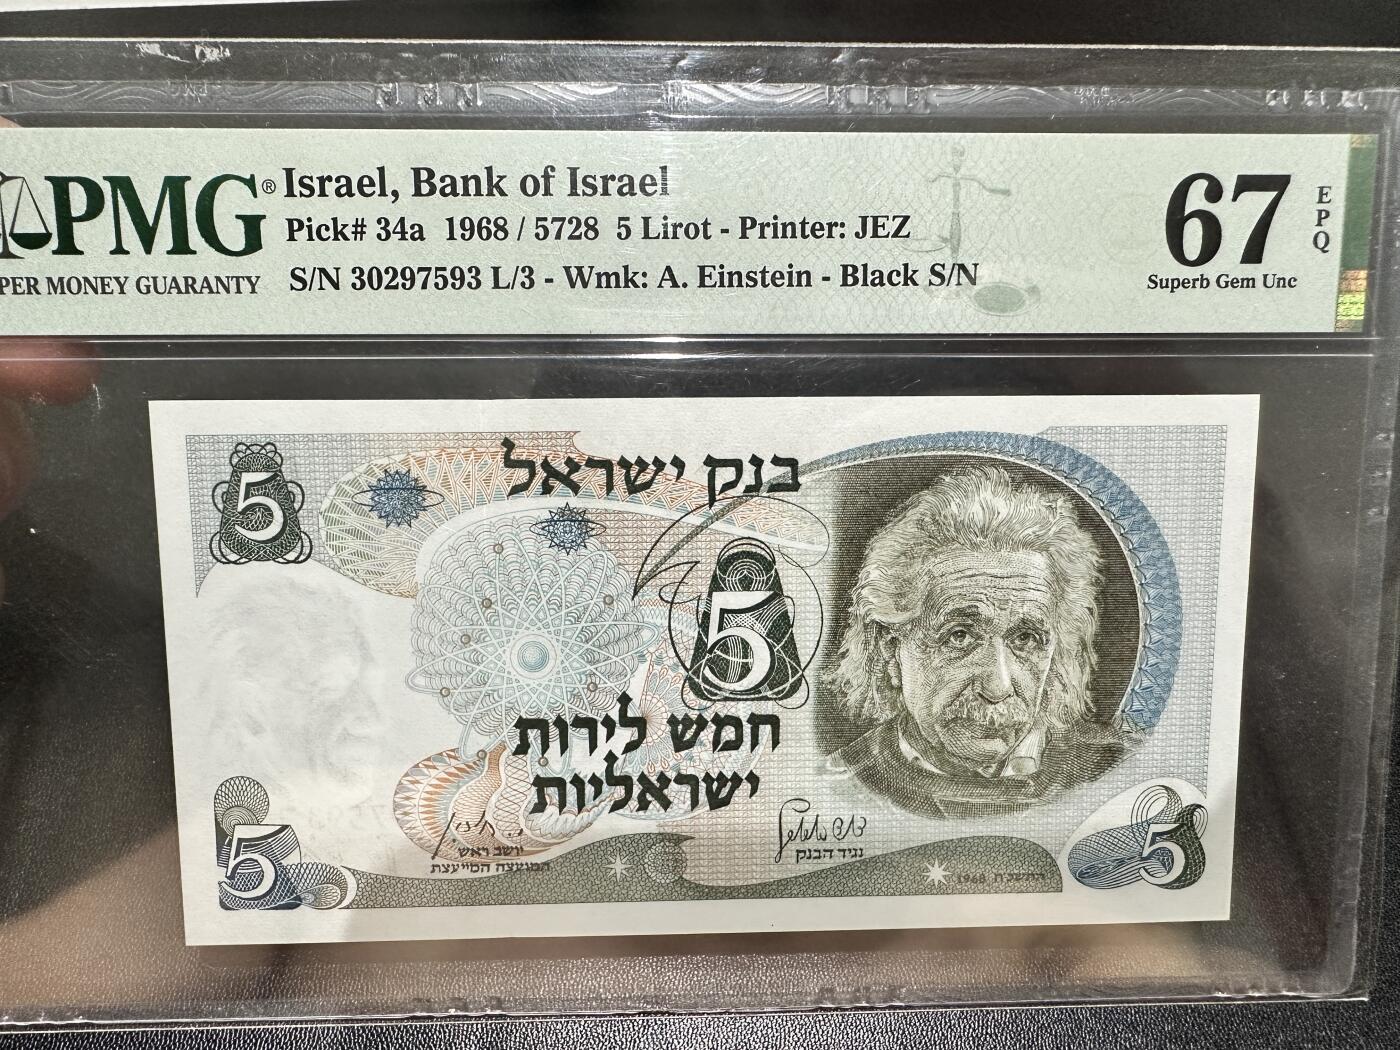 PMG® Israel, Bank of Israel
Pick# 34a 1968 / 5728 5 Lirot - Printer: JEZ
PER MONEY GUARANTY S/N 30297593 L/3 - Wmk: A. Einstein - Black S/N
67 EPQ
Superb Gem Unc
בנק ישראל
5
5
חמש לירות
ישראליות
יושב ראש
המועצה המייעצת
נגיד הבנק
התשכ״ח 1968
5
5